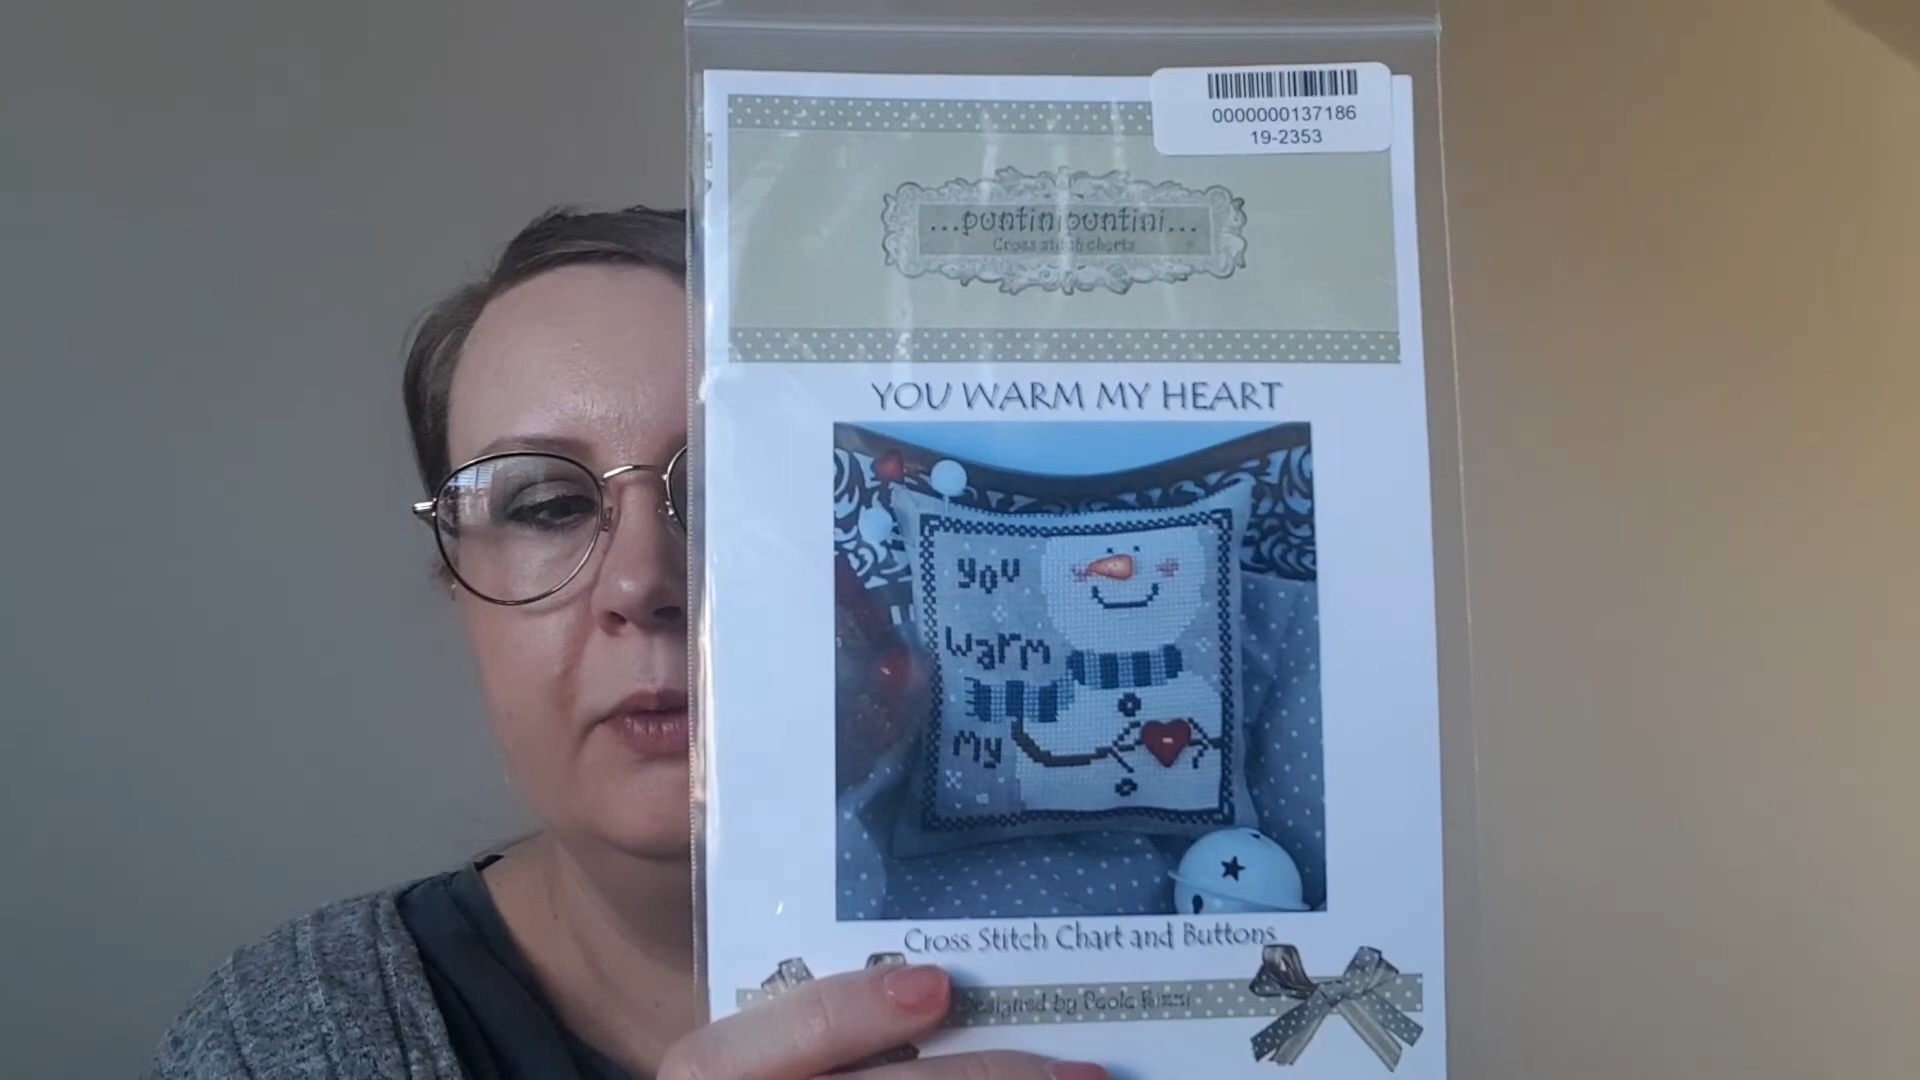 0000000137186
19-2353
...puntini puntini...
Cross stitch charts
YOU WARM MY HEART
you
warm
my
Cross Stitch Chart and Buttons
Designed by Paola Fuzzi